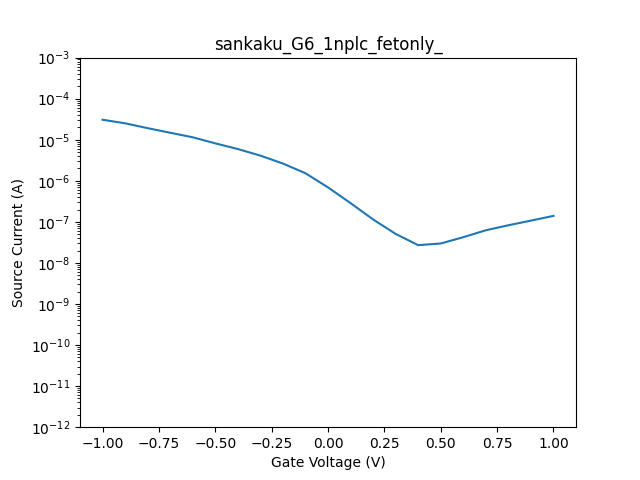 sankaku_G6_1nplc_fetonly_
10⁻³
10⁻⁴
10⁻⁵
10⁻⁶
10⁻⁷
10⁻⁸
10⁻⁹
10⁻¹⁰
10⁻¹¹
10⁻¹²
Source Current (A)
−1.00 −0.75 −0.50 −0.25 0.00 0.25 0.50 0.75 1.00
Gate Voltage (V)